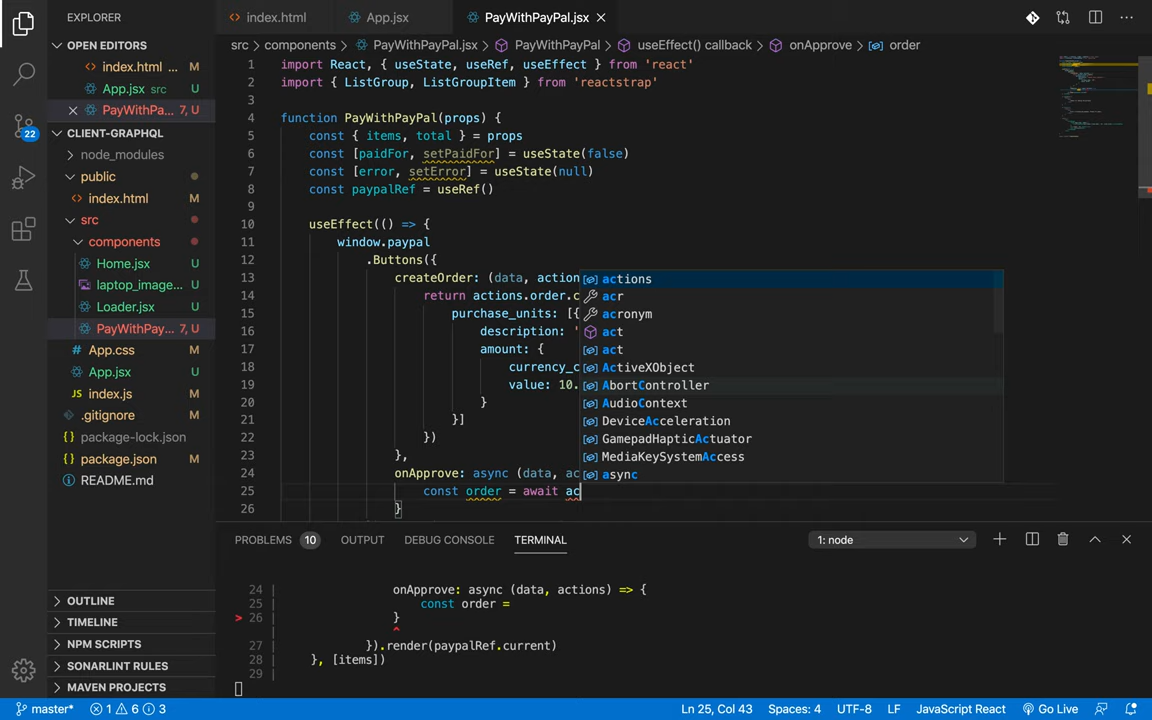 EXPLORER
index.html
App.jsx
PayWithPayPal.jsx
OPEN EDITORS
index.html ... M
App.jsx src U
PayWithPa... 7, U
CLIENT-GRAPHQL
node_modules
public
index.html M
src
components
Home.jsx U
laptop_image... U
Loader.jsx U
PayWithPay... 7, U
App.css M
App.jsx U
index.js M
.gitignore M
package-lock.json
package.json M
README.md
OUTLINE
TIMELINE
NPM SCRIPTS
SONARLINT RULES
MAVEN PROJECTS
22
src > components > PayWithPayPal.jsx > PayWithPayPal > useEffect() callback > onApprove > order
1 import React, { useState, useRef, useEffect } from 'react'
2 import { ListGroup, ListGroupItem } from 'reactstrap'
3
4 function PayWithPayPal(props) {
5 const { items, total } = props
6 const [paidFor, setPaidFor] = useState(false)
7 const [error, setError] = useState(null)
8 const paypalRef = useRef()
9
10 useEffect(() => {
11 window.paypal
12 .Buttons({
13 createOrder: (data, action
14 return actions.order.c
15 purchase_units: [{
16 description: '
17 amount: {
18 currency_c
19 value: 10.
20 }
21 }]
22 })
23 },
24 onApprove: async (data, ac
25 const order = await ac
26 }
actions
acr
acronym
act
act
ActiveXObject
AbortController
AudioContext
DeviceAcceleration
GamepadHapticActuator
MediaKeySystemAccess
async
PROBLEMS 10 OUTPUT DEBUG CONSOLE TERMINAL 1: node
24 | onApprove: async (data, actions) => {
25 | const order =
> 26 | }
| ^
27 | }).render(paypalRef.current)
28 | }, [items])
29 |
master* 1 6 3 Ln 25, Col 43 Spaces: 4 UTF-8 LF JavaScript React Go Live